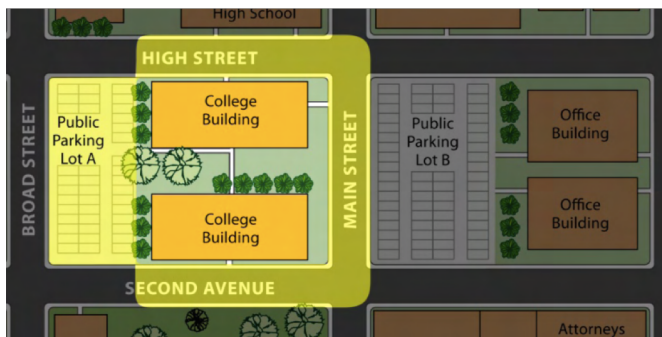 High School
HIGH STREET
BROAD STREET
Public
Parking
Lot A
College
Building
MAIN STREET
Public
Parking
Lot B
Office
Building
College
Building
Office
Building
SECOND AVENUE
Attorneys